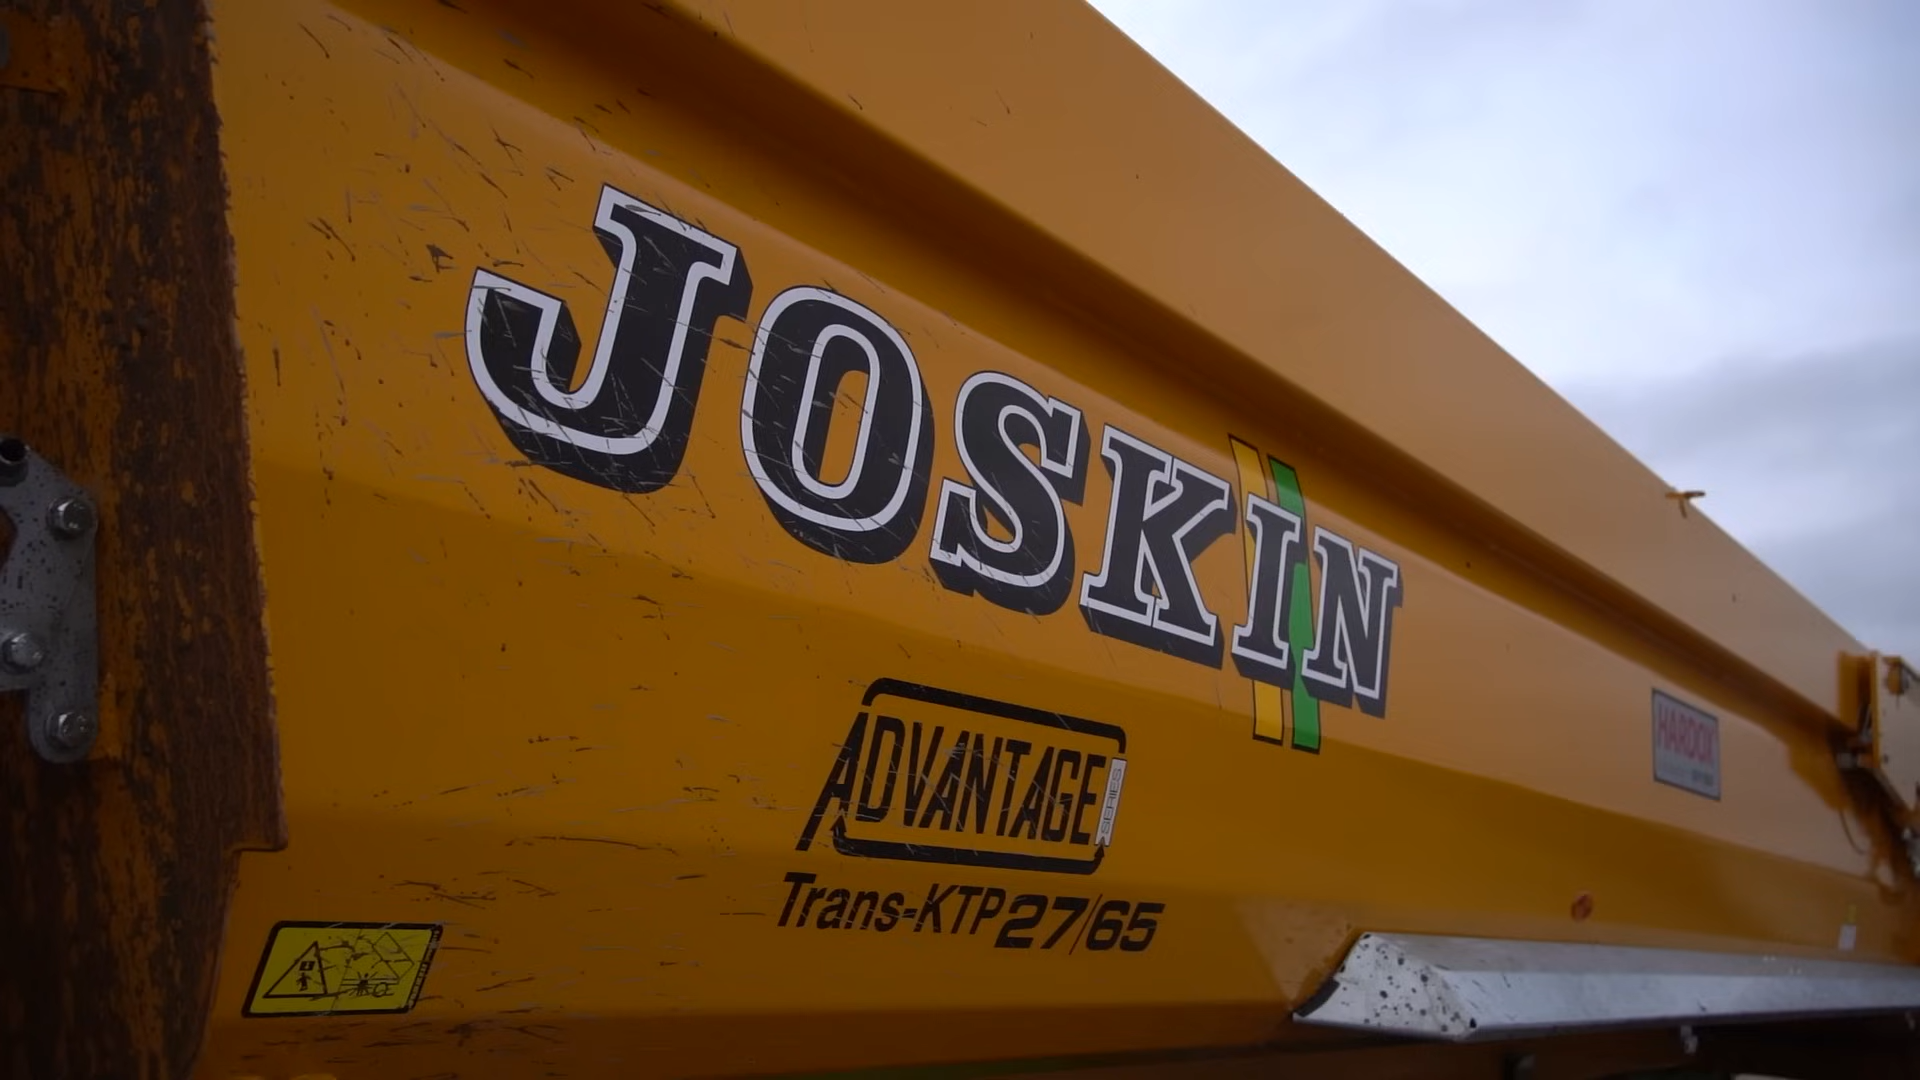 JOSKIN
ADVANTAGE
SERIES
Trans-KTP 27/65
HARDOX